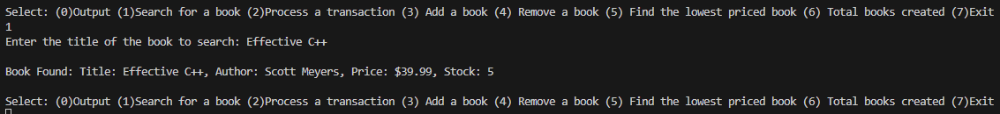 Select: (0)Output (1)Search for a book (2)Process a transaction (3) Add a book (4) Remove a book (5) Find the lowest priced book (6) Total books created (7)Exit
1
Enter the title of the book to search: Effective C++
Book Found: Title: Effective C++, Author: Scott Meyers, Price: $39.99, Stock: 5
Select: (0)Output (1)Search for a book (2)Process a transaction (3) Add a book (4) Remove a book (5) Find the lowest priced book (6) Total books created (7)Exit